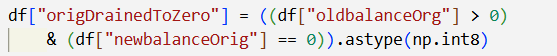 df["origDrainedToZero"] = ((df["oldbalanceOrg"] > 0)
& (df["newbalanceOrig"] == 0)).astype(np.int8)